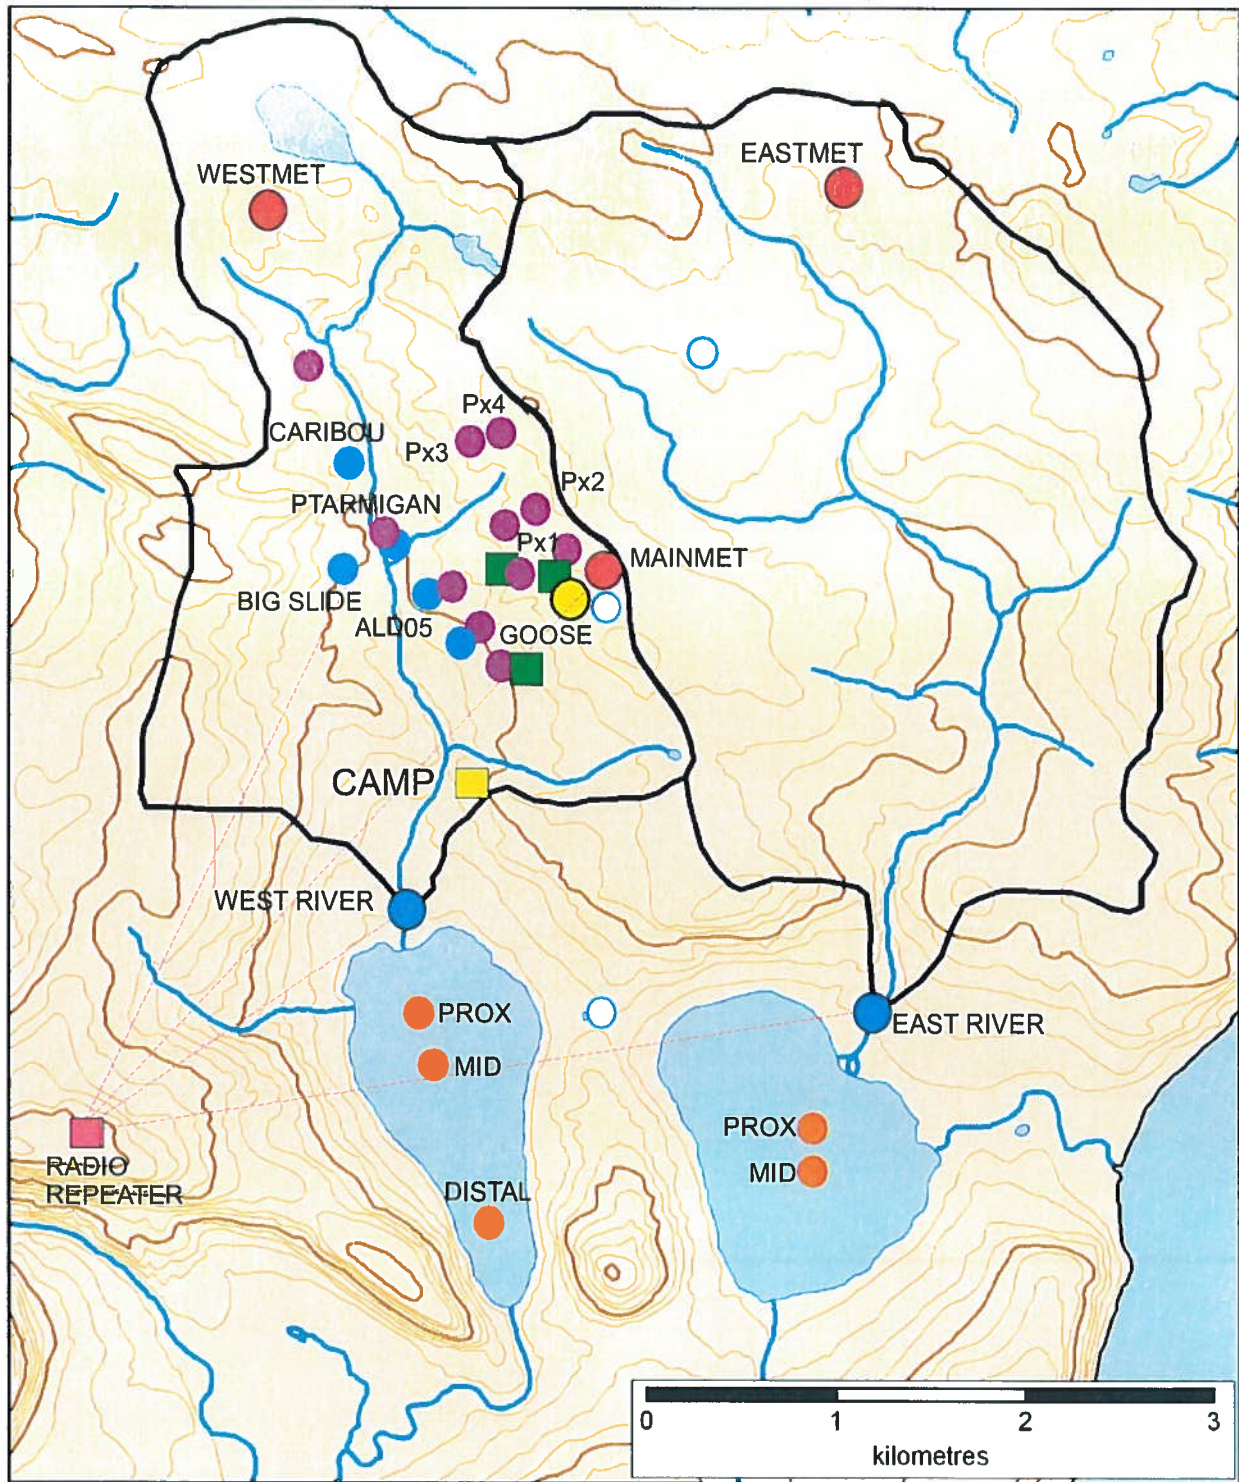 EASTMET
WESTMET
Px4
CARIBOU
Px3
Px2
PTARMIGAN
Px1
MAINMET
BIG SLIDE
ALD05
GOOSE
CAMP
WEST RIVER
PROX
EAST RIVER
MID
PROX
RADIO
REPEATER
MID
DISTAL
0 1 2 3
kilometres